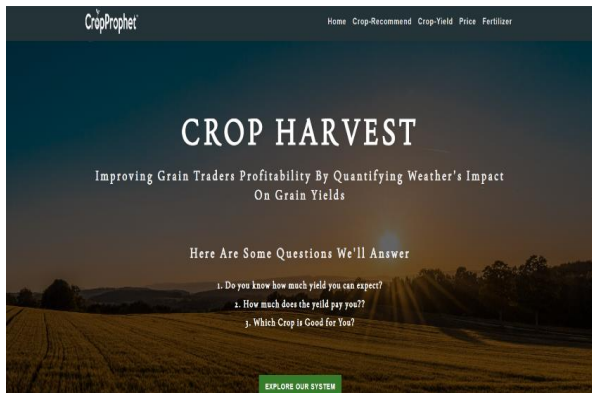 CropProphet
Home Crop-Recommend Crop-Yield Price Fertilizer
CROP HARVEST
Improving Grain Traders Profitability By Quantifying Weather's Impact
On Grain Yields
Here Are Some Questions We'll Answer
1. Do you know how much yield you can expect?
2. How much does the yeild pay you??
3. Which Crop is Good for You?
EXPLORE OUR SYSTEM